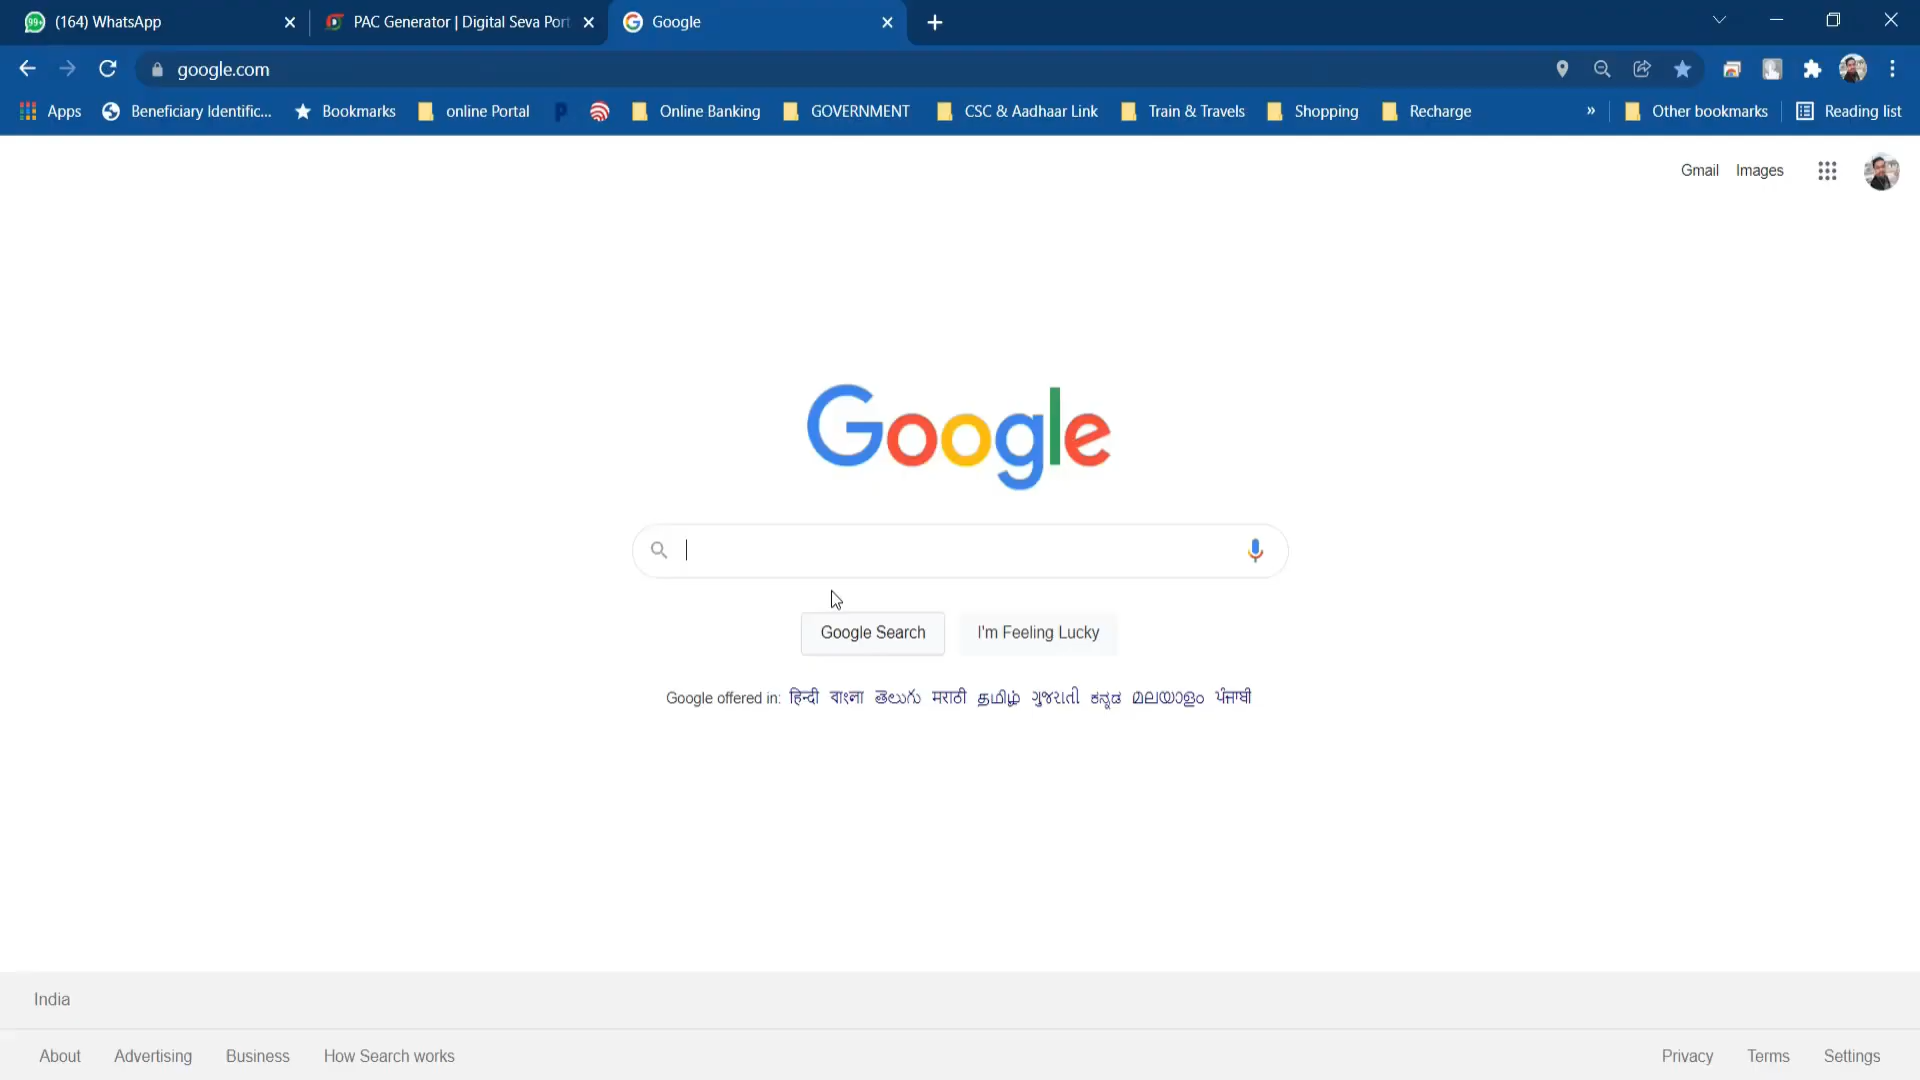 (164) WhatsApp
PAC Generator | Digital Seva Port
Google
google.com
Apps
Beneficiary Identific...
Bookmarks
online Portal
Online Banking
GOVERNMENT
CSC & Aadhaar Link
Train & Travels
Shopping
Recharge
»
Other bookmarks
Reading list
Gmail
Images
Google
Google Search
I'm Feeling Lucky
Google offered in: हिन्दी বাংলা తెలుగు मराठी தமிழ் ગુજરાતી ಕನ್ನಡ മലയാളം ਪੰਜਾਬੀ
India
About
Advertising
Business
How Search works
Privacy
Terms
Settings